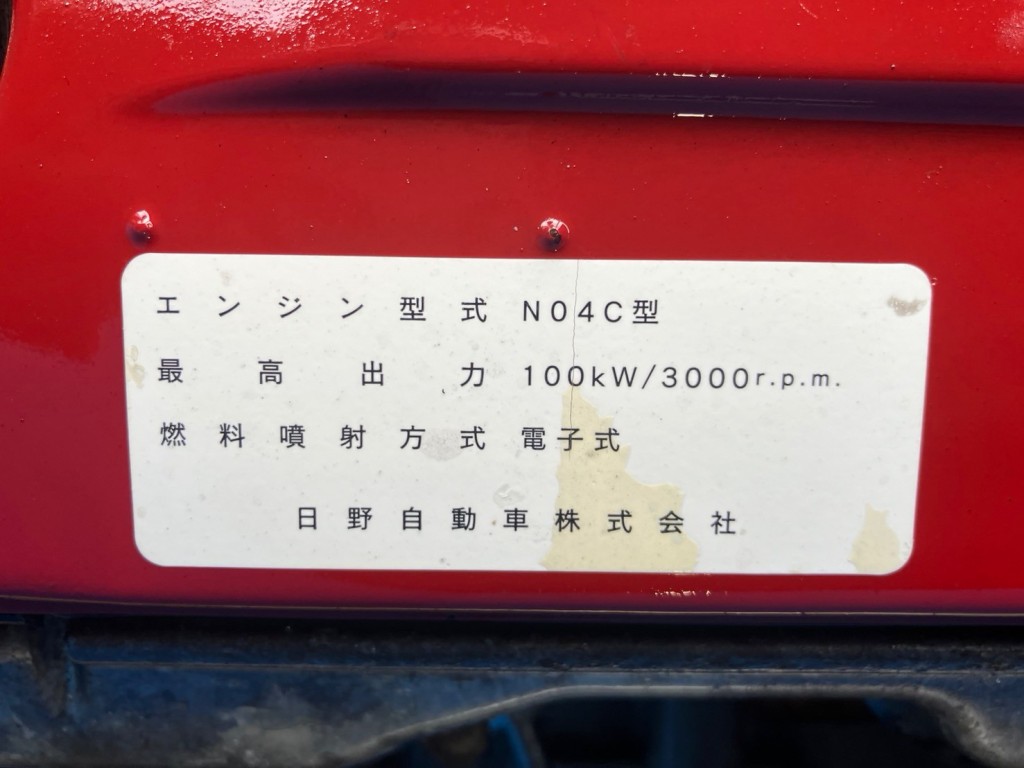 エンジン型式 N04C型
最高出力 100kW/3000r.p.m.
燃料噴射方式 電子式
日野自動車株式会社